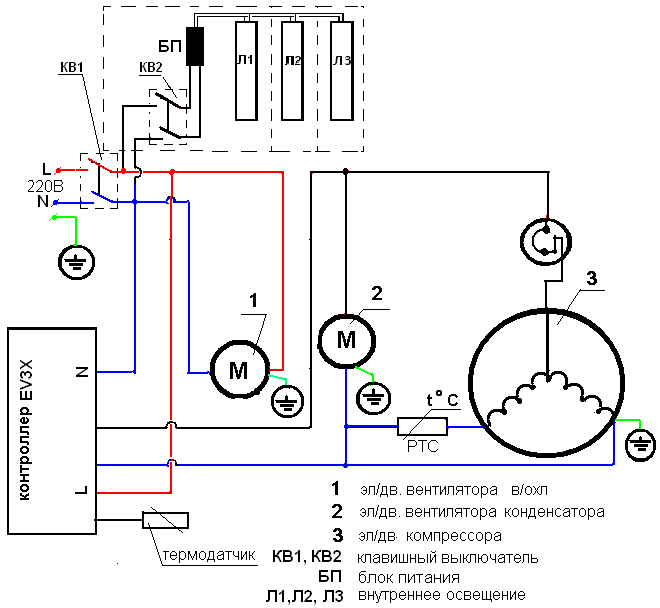 БП
Л1
Л2
Л3
КВ1
КВ2
L
220В
N
1
2
3
М
М
контроллер EV3X
N
L
t°C
РТС
термодатчик
1 эл/дв. вентилятора в/охл
2 эл/дв. вентилятора конденсатора
3 эл/дв компрессора
КВ1, КВ2 клавишный выключатель
БП блок питания
Л1,Л2, Л3 внутреннее освещение